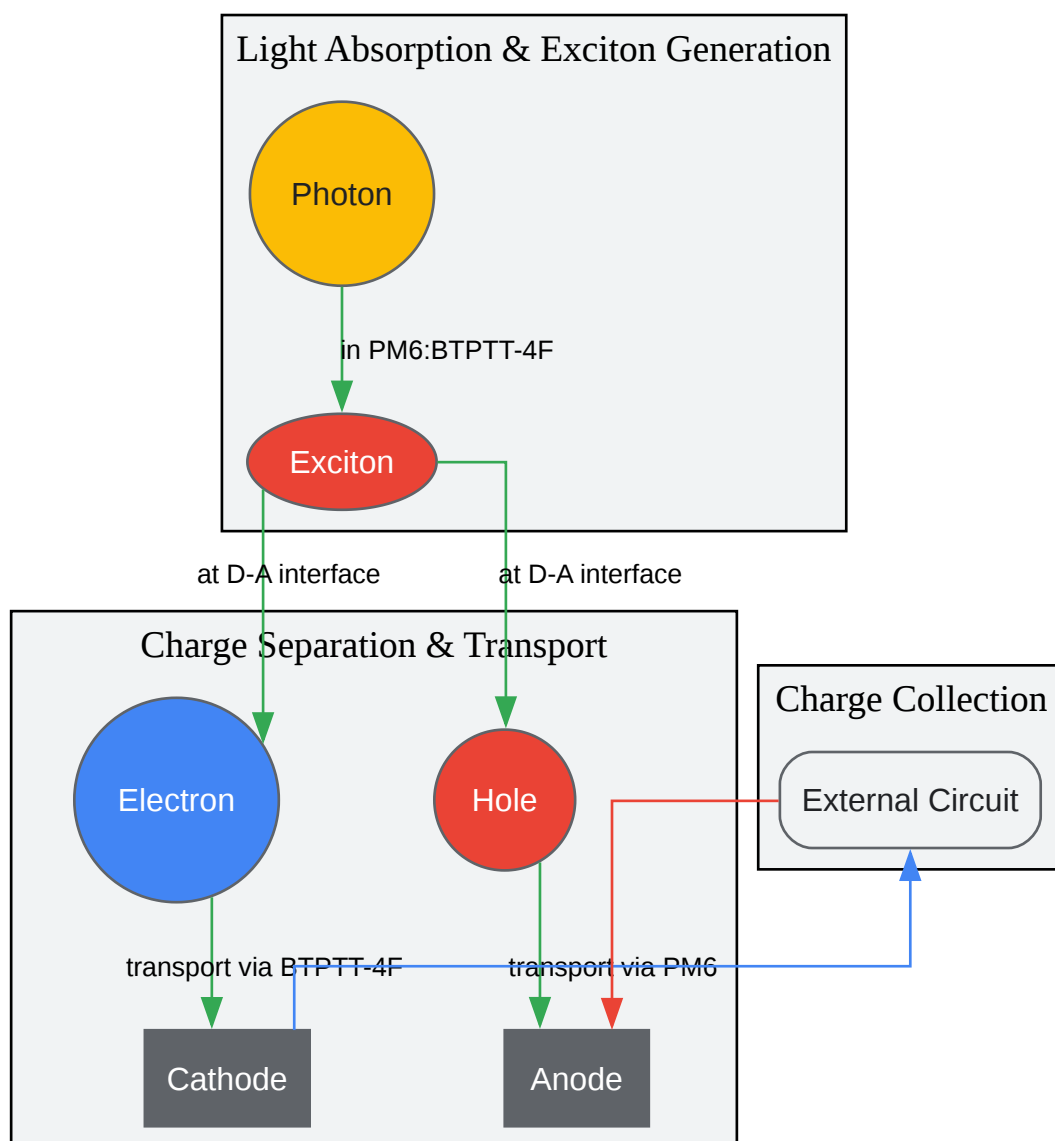 Light Absorption & Exciton Generation
Photon
in PM6:BTPTT-4F
Exciton
at D-A interface
at D-A interface
Charge Separation & Transport
Charge Collection
Electron
Hole
External Circuit
transport via BTPTT-4F
transport via PM6
Cathode
Anode